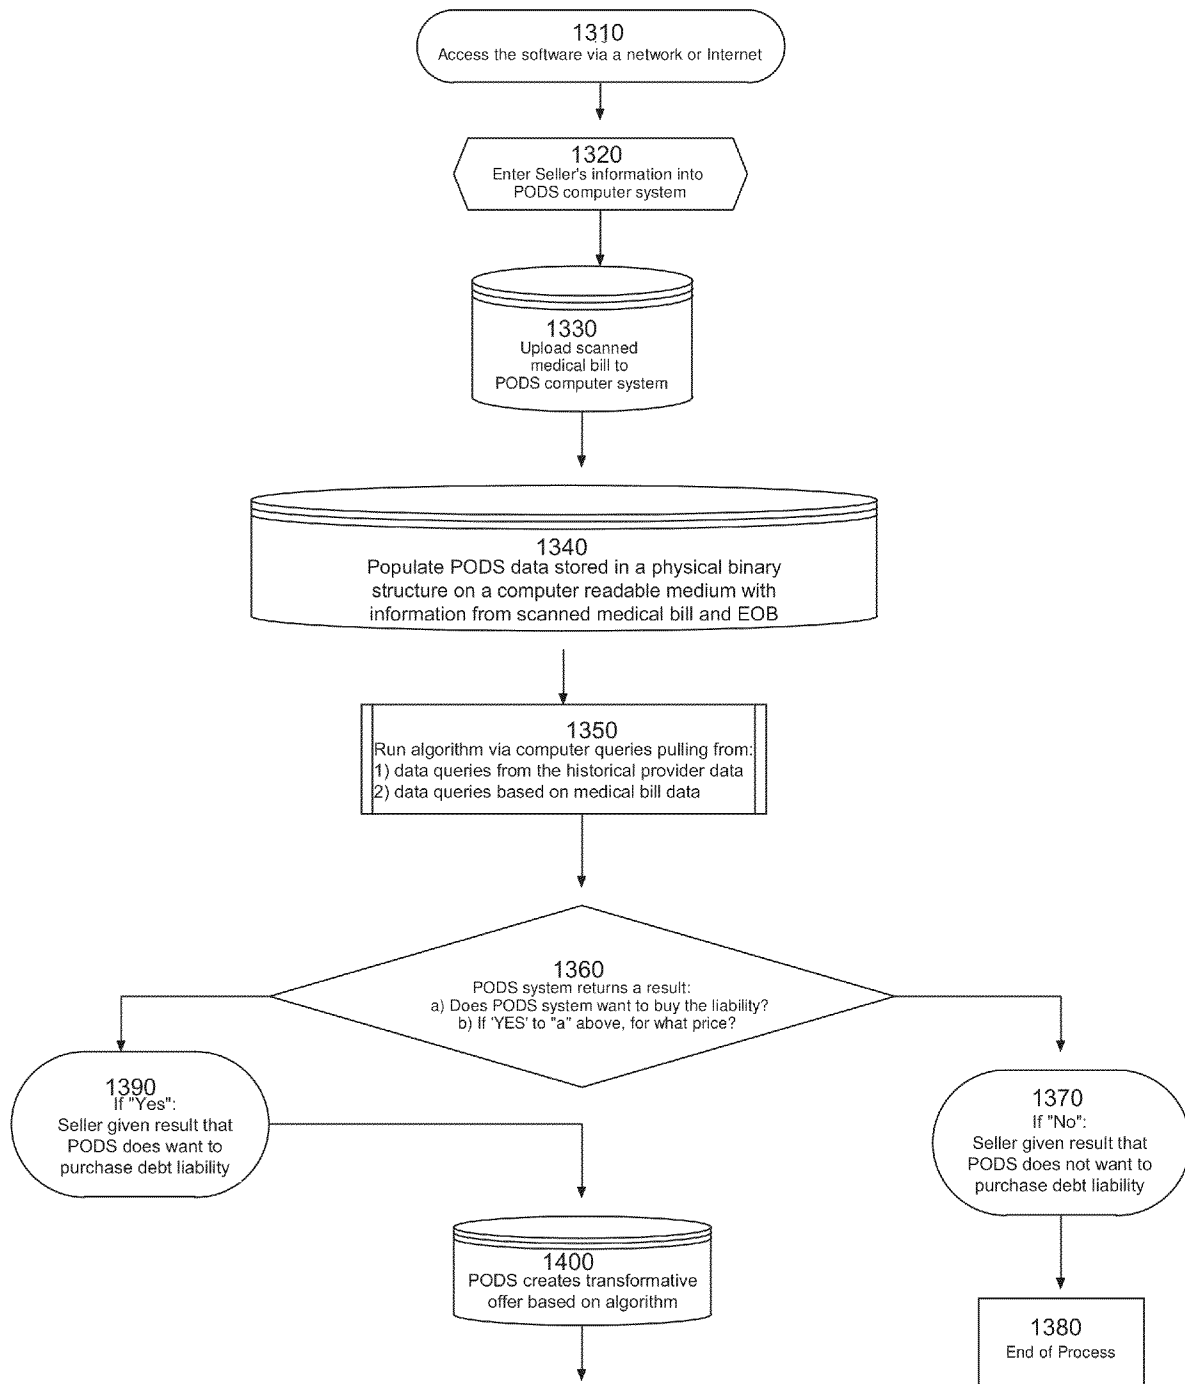 1310
Access the software via a network or Internet
1320
Enter Seller's information into
PODS computer system
1330
Upload scanned
medical bill to
PODS computer system
1340
Populate PODS data stored in a physical binary
structure on a computer readable medium with
information from scanned medical bill and EOB
1350
Run algorithm via computer queries pulling from:
1) data queries from the historical provider data
2) data queries based on medical bill data
1360
PODS system returns a result:
a) Does PODS system want to buy the liability?
b) If 'YES' to "a" above, for what price?
1390
If "Yes":
Seller given result that
PODS does want to
purchase debt liability
1370
If "No":
Seller given result that
PODS does not want to
purchase debt liability
1400
PODS creates transformative
offer based on algorithm
1380
End of Process